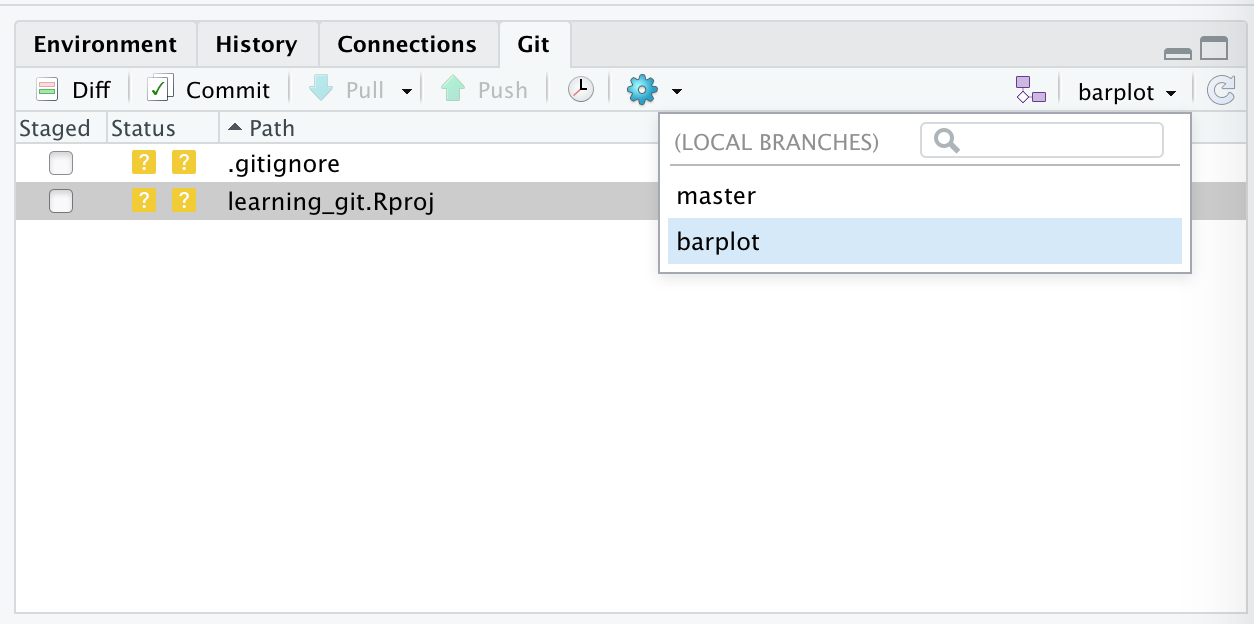 Environment History Connections Git
Diff Commit Pull Push barplot
Staged Status Path
(LOCAL BRANCHES)
? ? .gitignore
master
? ? learning_git.Rproj
barplot